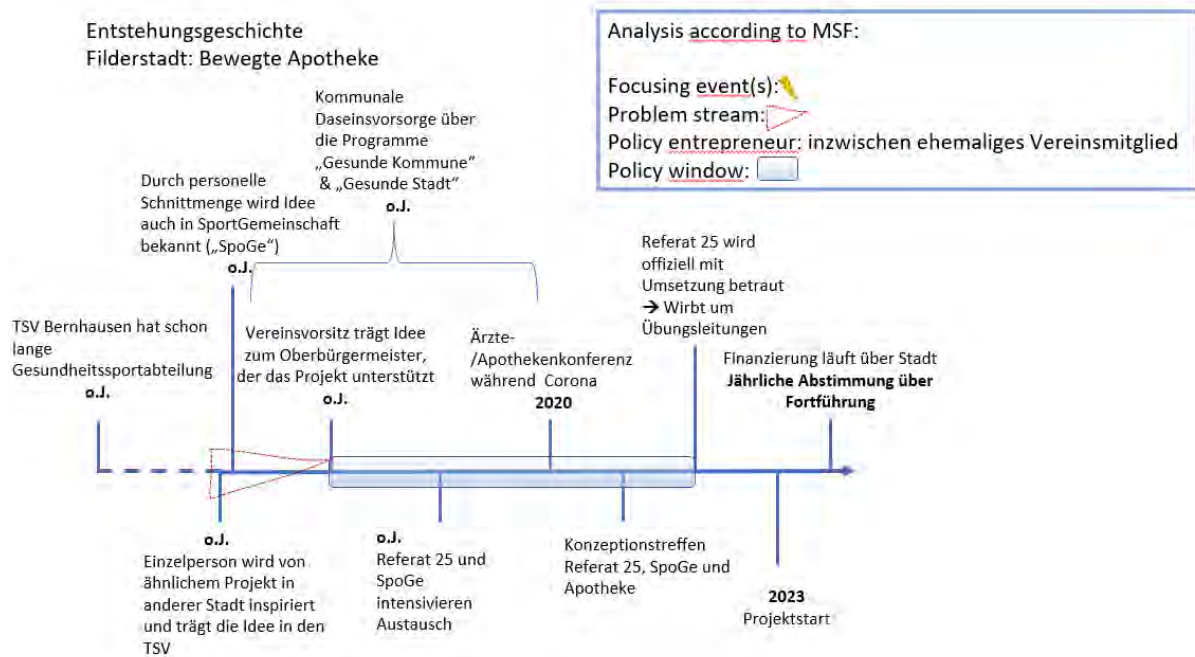 Entstehungsgeschichte
Filderstadt: Bewegte Apotheke
Analysis according to MSF:
Focusing event(s):
Problem stream:
Policy entrepreneur: inzwischen ehemaliges Vereinsmitglied
Policy window:
Kommunale
Daseinsvorsorge über
die Programme
„Gesunde Kommune"
& „Gesunde Stadt"
o.J.
Durch personelle
Schnittmenge wird Idee
auch in SportGemeinschaft
bekannt („SpoGe")
o.J.
Referat 25 wird
offiziell mit
Umsetzung betraut
→ Wirbt um
Übungsleitungen
TSV Bernhausen hat schon
lange
Gesundheitssportabteilung
o.J.
Vereinsvorsitz trägt Idee
zum Oberbürgermeister,
der das Projekt unterstützt
o.J.
Ärzte-
/Apothekenkonferenz
während Corona
2020
Finanzierung läuft über Stadt
Jährliche Abstimmung über
Fortführung
o.J.
Einzelperson wird von
ähnlichem Projekt in
anderer Stadt inspiriert
und trägt die Idee in den
TSV
o.J.
Referat 25 und
SpoGe
intensivieren
Austausch
Konzeptionstreffen
Referat 25, SpoGe und
Apotheke
2023
Projektstart